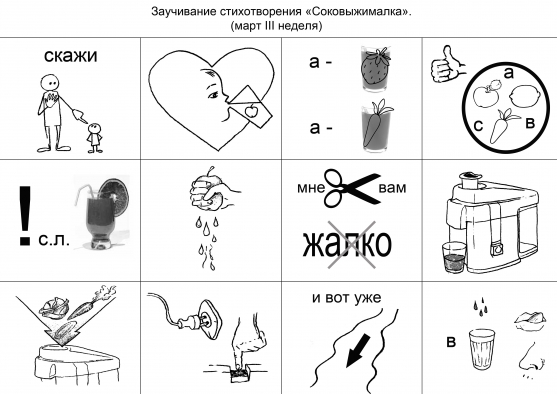 Заучивание стихотворения «Соковыжималка».
(март III неделя)
скажи
а -
а -
а
с в
! с.л.
мне вам
жалко
и вот уже
в